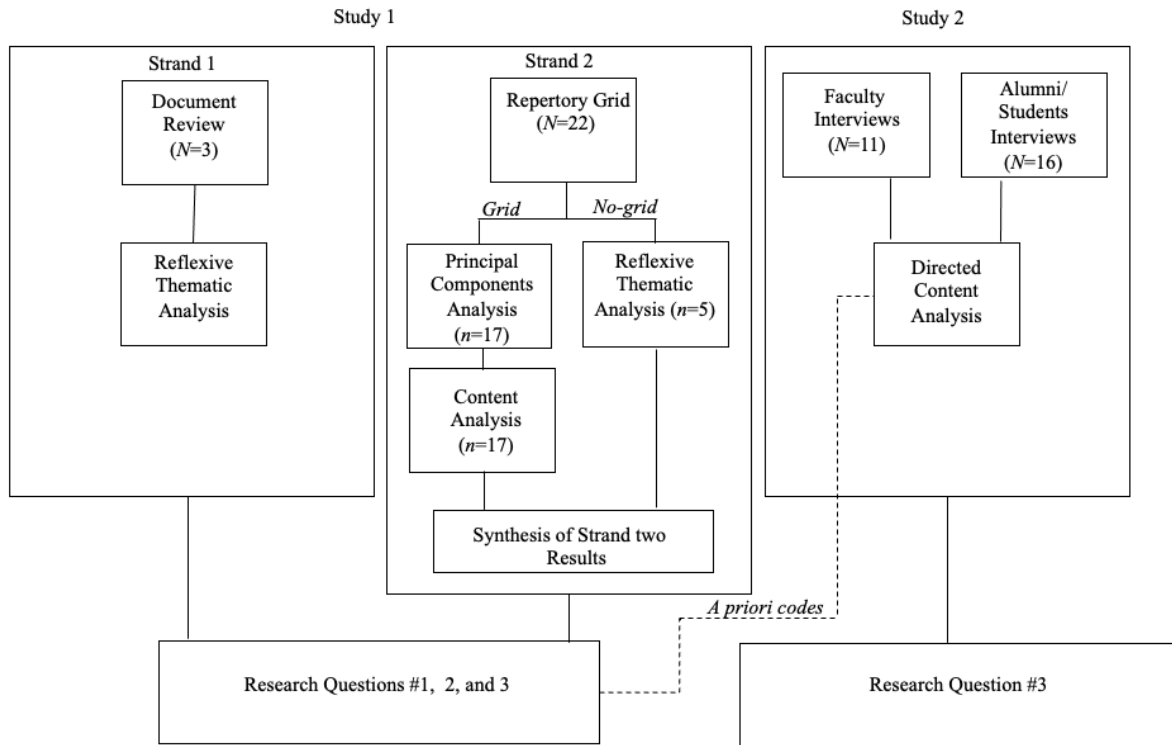 Study 1
Study 2
Strand 1
Document
Review
(N=3)
Reflexive
Thematic
Analysis
Strand 2
Repertory Grid
(N=22)
Grid
No-grid
Principal
Components
Analysis
(n=17)
Reflexive
Thematic
Analysis (n=5)
Content
Analysis
(n=17)
Synthesis of Strand two
Results
Faculty
Interviews
(N=11)
Alumni/
Students
Interviews
(N=16)
Directed
Content
Analysis
A priori codes
Research Questions #1, 2, and 3
Research Question #3